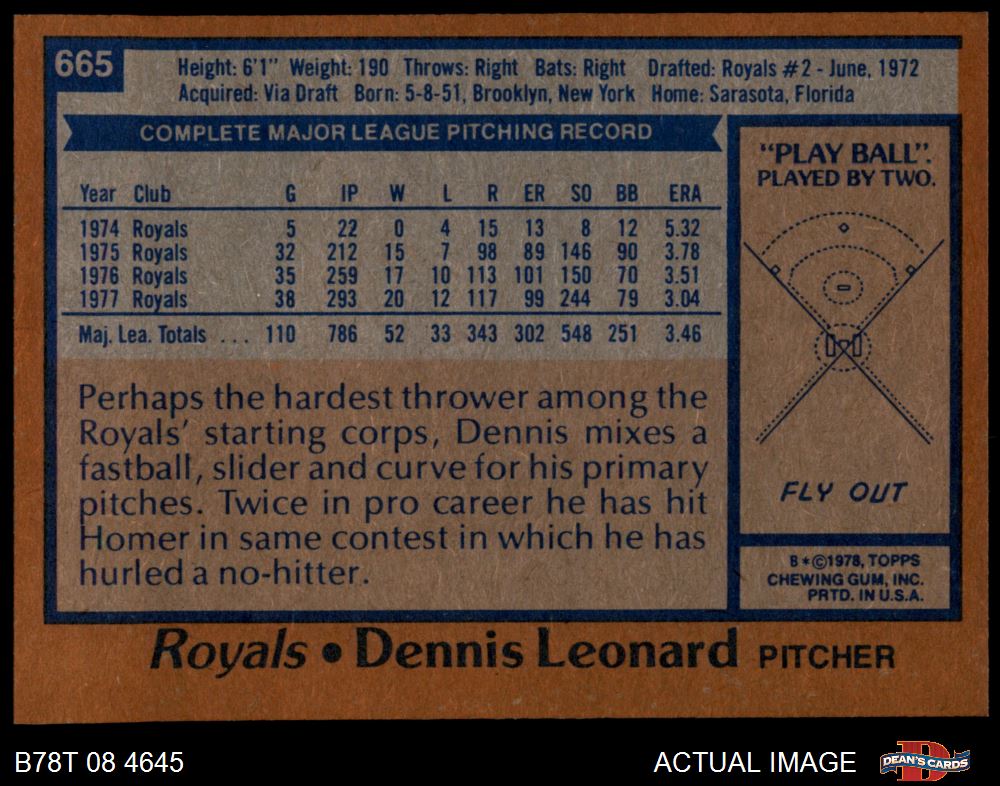 665
Height: 6'1" Weight: 190 Throws: Right Bats: Right Drafted: Royals #2 - June, 1972
Acquired: Via Draft Born: 5-8-51, Brooklyn, New York Home: Sarasota, Florida
COMPLETE MAJOR LEAGUE PITCHING RECORD
Year Club G IP W L R ER SO BB ERA
1974 Royals 5 22 0 4 15 13 8 12 5.32
1975 Royals 32 212 15 7 98 89 146 90 3.78
1976 Royals 35 259 17 10 113 101 150 70 3.51
1977 Royals 38 293 20 12 117 99 244 79 3.04
Maj. Lea. Totals ... 110 786 52 33 343 302 548 251 3.46
Perhaps the hardest thrower among the
Royals' starting corps, Dennis mixes a
fastball, slider and curve for his primary
pitches. Twice in pro career he has hit
Homer in same contest in which he has
hurled a no-hitter.
"PLAY BALL".
PLAYED BY TWO.
FLY OUT
B*©1978, TOPPS
CHEWING GUM, INC.
PRTD. IN U.S.A.
Royals • Dennis Leonard PITCHER
B78T 08 4645
ACTUAL IMAGE
D
DEAN'S CARDS